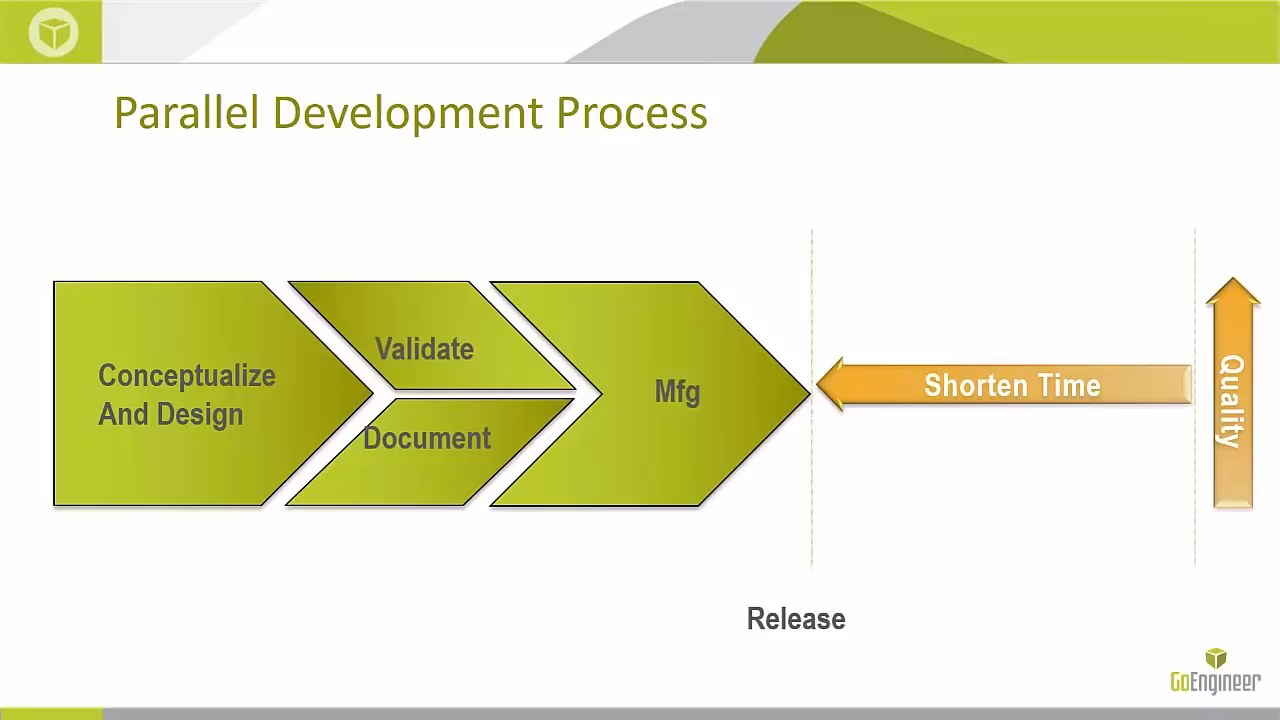 Parallel Development Process
Conceptualize
And Design
Validate
Document
Mfg
Shorten Time
Quality
Release
GoEngineer